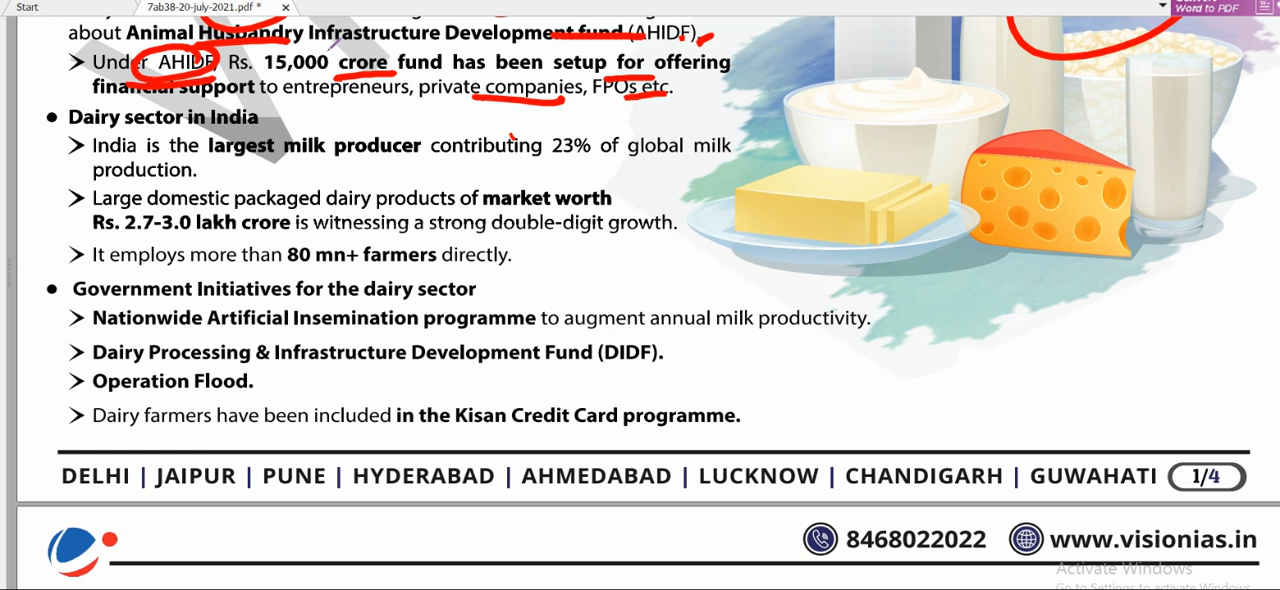 Start
7ab38-20-july-2021.pdf * x
Word to PDF
about Animal Husbandry Infrastructure Development fund (AHIDF).
➤ Under AHIDF, Rs. 15,000 crore fund has been setup for offering
financial support to entrepreneurs, private companies, FPOs etc.
● Dairy sector in India
➤ India is the largest milk producer contributing 23% of global milk
production.
➤ Large domestic packaged dairy products of market worth
Rs. 2.7-3.0 lakh crore is witnessing a strong double-digit growth.
➤ It employs more than 80 mn+ farmers directly.
● Government Initiatives for the dairy sector
➤ Nationwide Artificial Insemination programme to augment annual milk productivity.
➤ Dairy Processing & Infrastructure Development Fund (DIDF).
➤ Operation Flood.
➤ Dairy farmers have been included in the Kisan Credit Card programme.
DELHI | JAIPUR | PUNE | HYDERABAD | AHMEDABAD | LUCKNOW | CHANDIGARH | GUWAHATI 1/4
8468022022 www.visionias.in
Activate Windows
Go to Settings to activate Windows